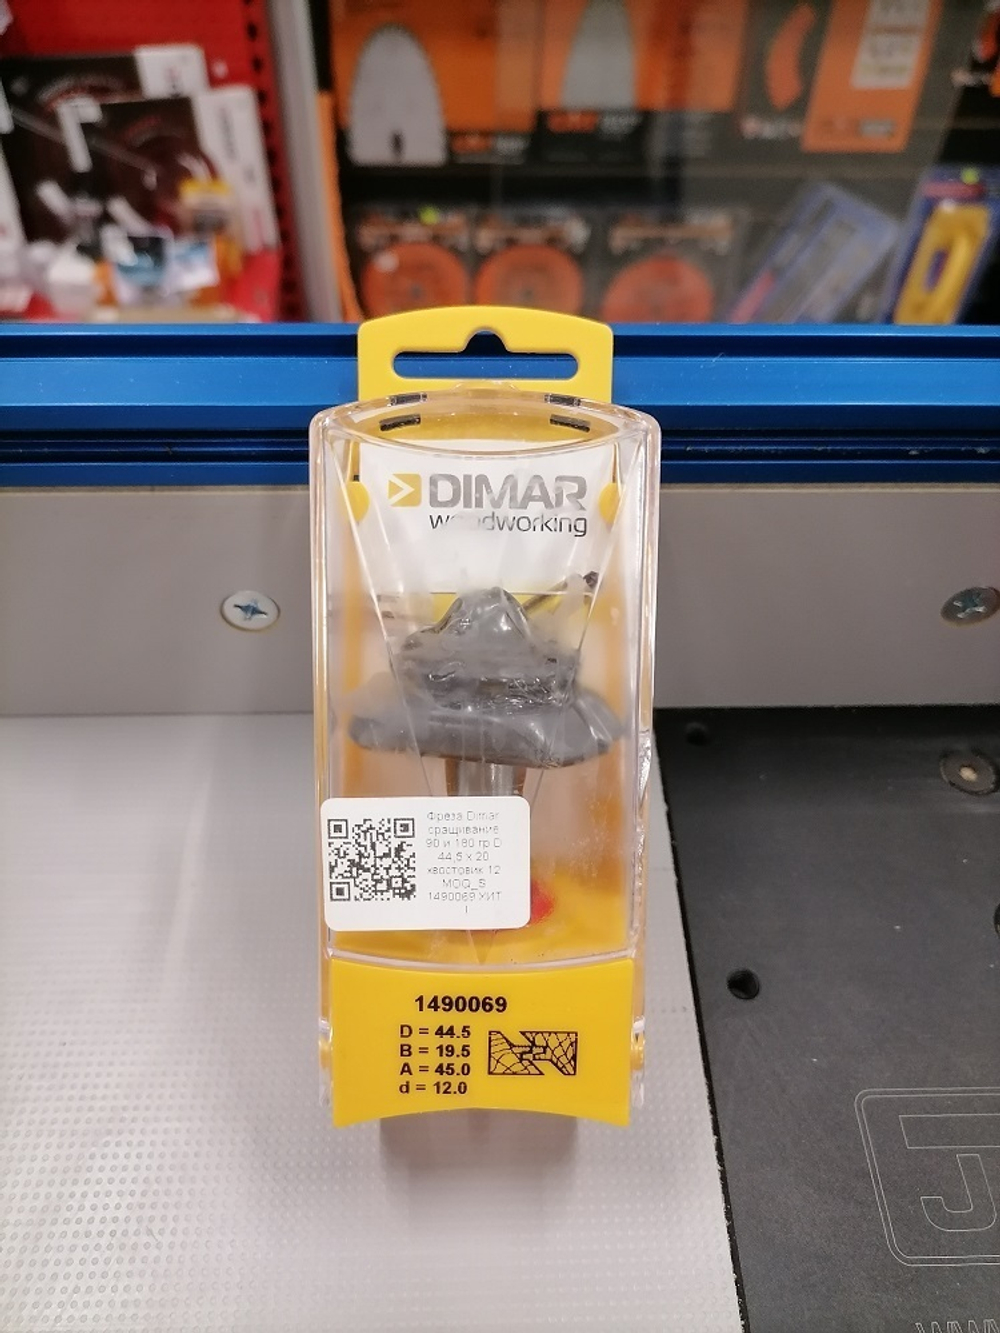 DIMAR
woodworking
Фреза Dimar
сращивание
90 и 180 гр D
44,5 x 20
хвостовик 12
MOQ_S
1490069 УИТ
1490069
D = 44.5
B = 19.5
A = 45.0
d = 12.0